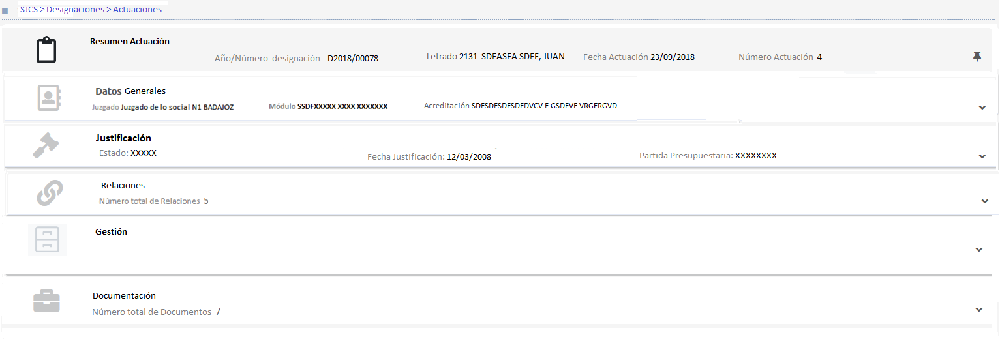 SJCS > Designaciones > Actuaciones
Resumen Actuación
Año/Número designación D2018/00078 Letrado 2131 SDFASFA SDFF, JUAN Fecha Actuación 23/09/2018 Número Actuación 4
Datos Generales
Juzgado Juzgado de lo social N1 BADAJOZ Módulo SSDFXXXXX XXXX XXXXXXX Acreditación SDFSDFSDFSDFDVCV F GSDFVF VRGERGVD
Justificación
Estado: XXXXX Fecha Justificación: 12/03/2008 Partida Presupuestaria: XXXXXXXX
Relaciones
Número total de Relaciones 5
Gestión
Documentación
Número total de Documentos 7